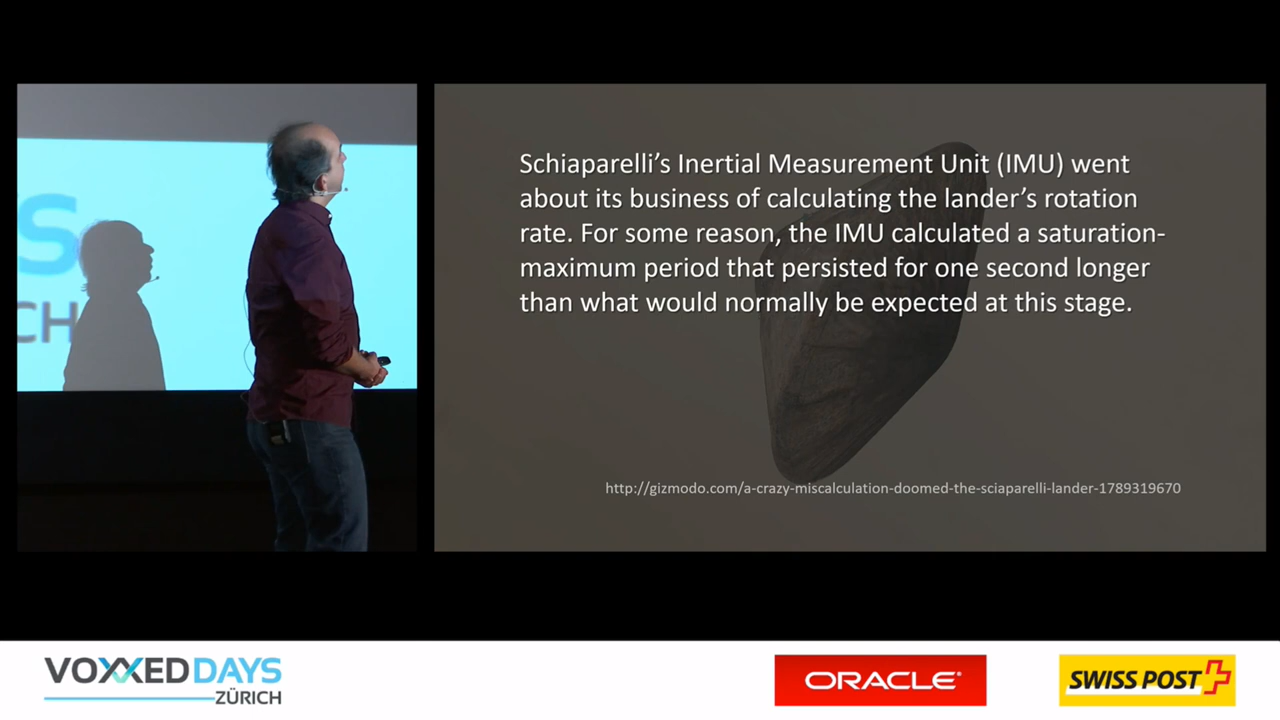 S
CH
Schiaparelli's Inertial Measurement Unit (IMU) went
about its business of calculating the lander's rotation
rate. For some reason, the IMU calculated a saturation-
maximum period that persisted for one second longer
than what would normally be expected at this stage.
http://gizmodo.com/a-crazy-miscalculation-doomed-the-sciaparelli-lander-1789319670
VOXXED DAYS
ZÜRICH
ORACLE®
SWISS POST